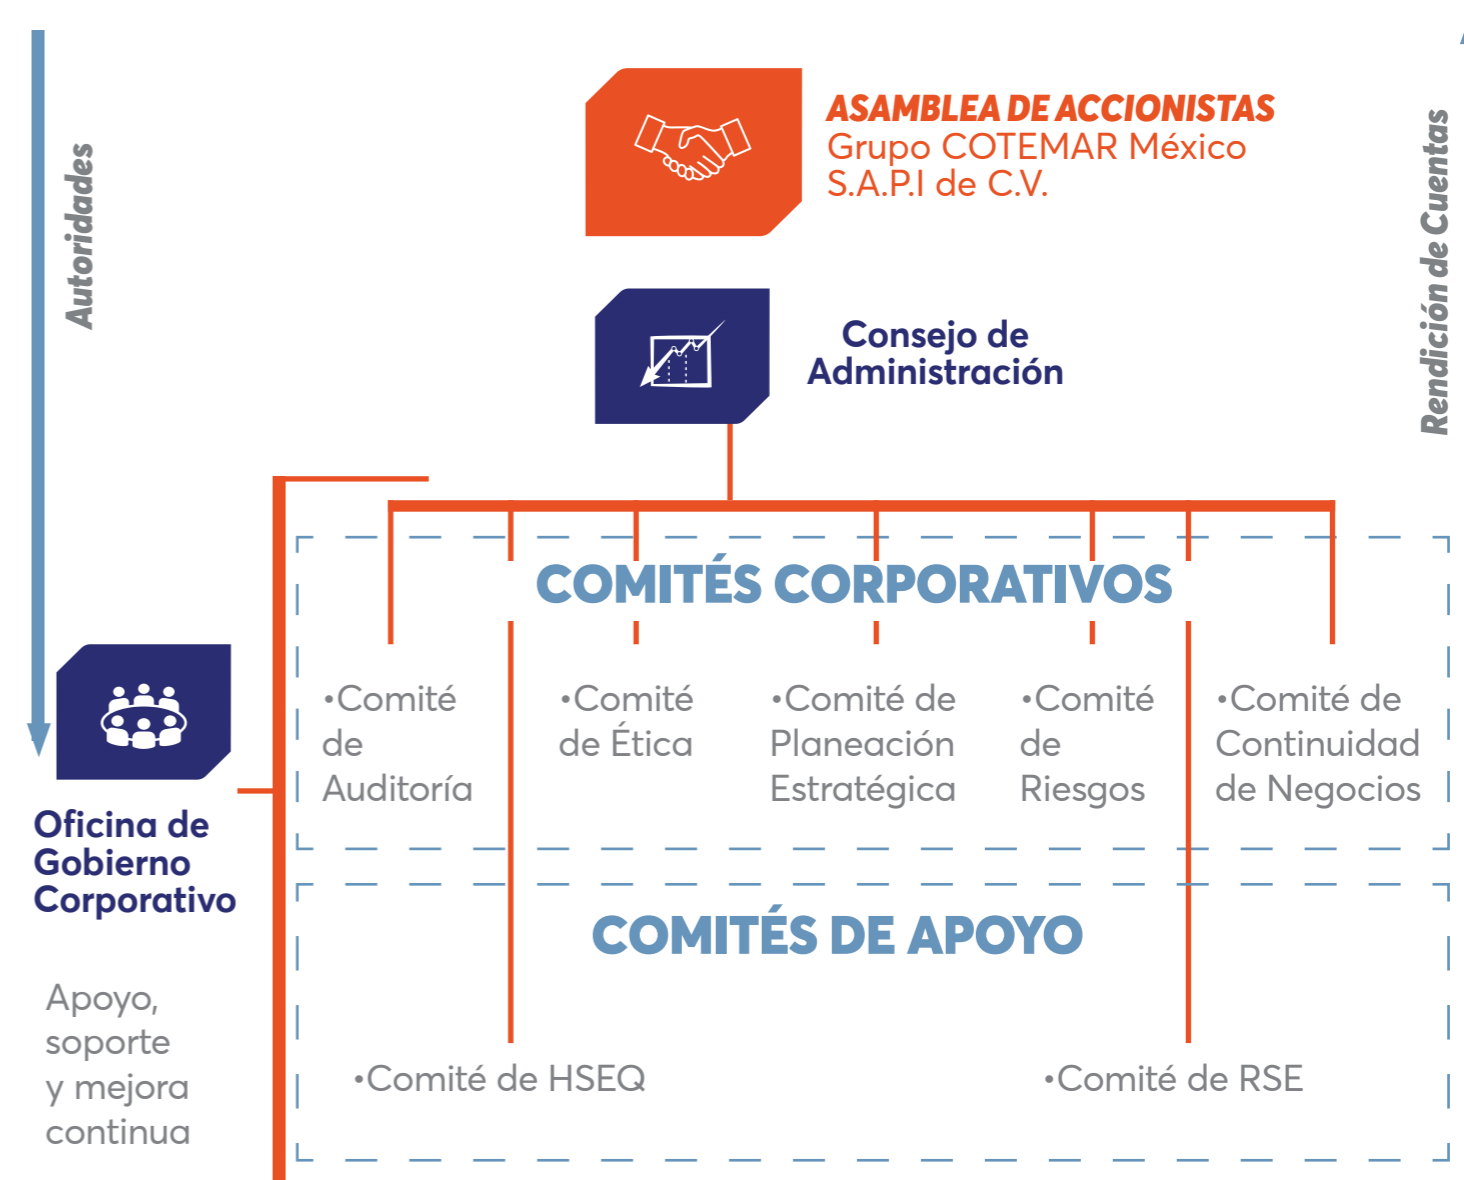 Autoridades
ASAMBLEA DE ACCIONISTAS
Grupo COTEMAR México
S.A.P.I de C.V.
Rendición de Cuentas
Consejo de
Administración
COMITÉS CORPORATIVOS
•Comité
de
Auditoría
•Comité
de Ética
•Comité de
Planeación
Estratégica
•Comité
de
Riesgos
•Comité de
Continuidad
de Negocios
Oficina de
Gobierno
Corporativo
Apoyo,
soporte
y mejora
continua
COMITÉS DE APOYO
•Comité de HSEQ
•Comité de RSE